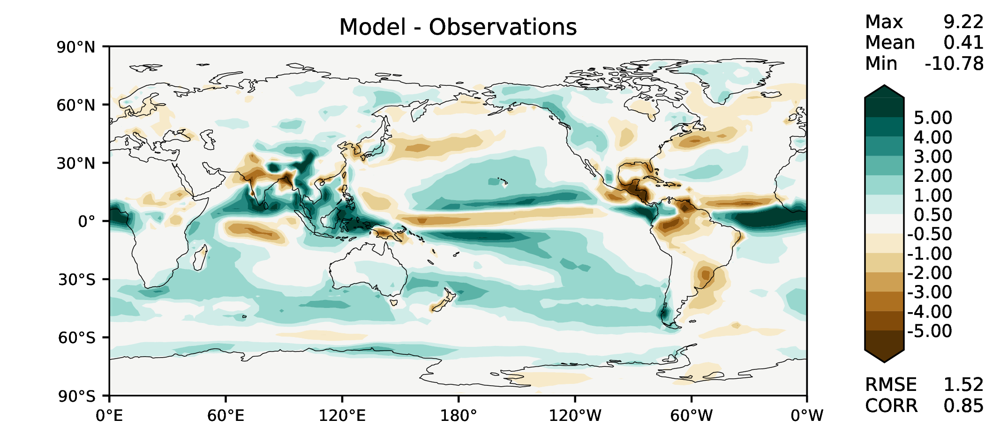 Model - Observations
Max 9.22
Mean 0.41
Min -10.78
90°N
60°N
30°N
0°
30°S
60°S
90°S
0°E 60°E 120°E 180° 120°W 60°W 0°W
5.00
4.00
3.00
2.00
1.00
0.50
-0.50
-1.00
-2.00
-3.00
-4.00
-5.00
RMSE 1.52
CORR 0.85